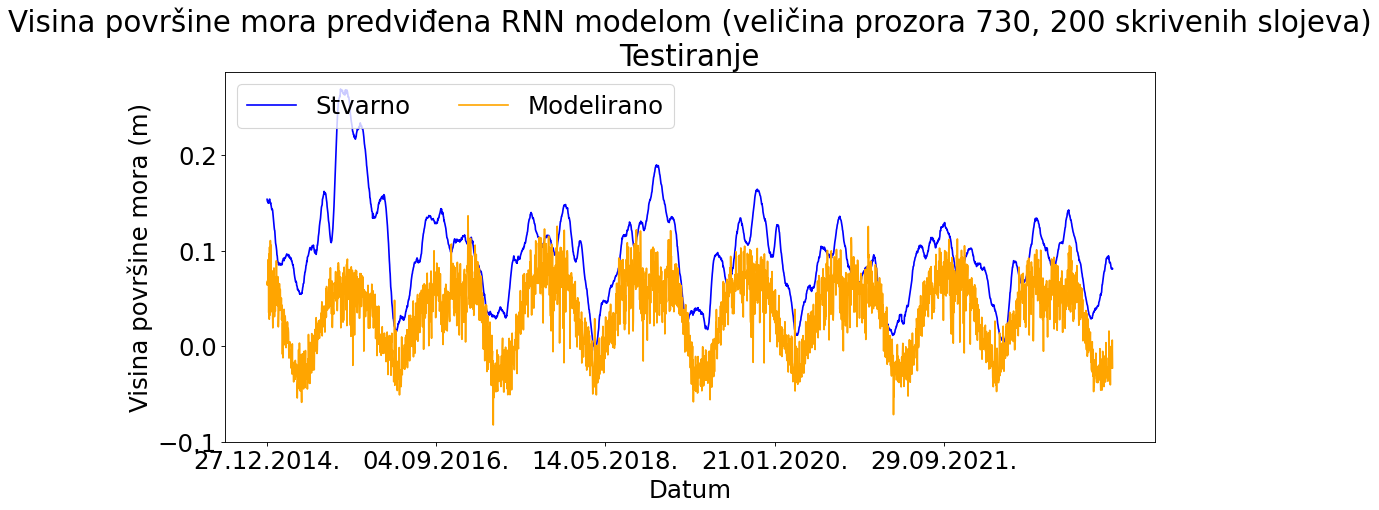 Visina površine mora predviđena RNN modelom (veličina prozora 730, 200 skrivenih slojeva)
Testiranje
Stvarno Modelirano
Visina površine mora (m)
0.2
0.1
0.0
−0.1
27.12.2014. 04.09.2016. 14.05.2018. 21.01.2020. 29.09.2021.
Datum